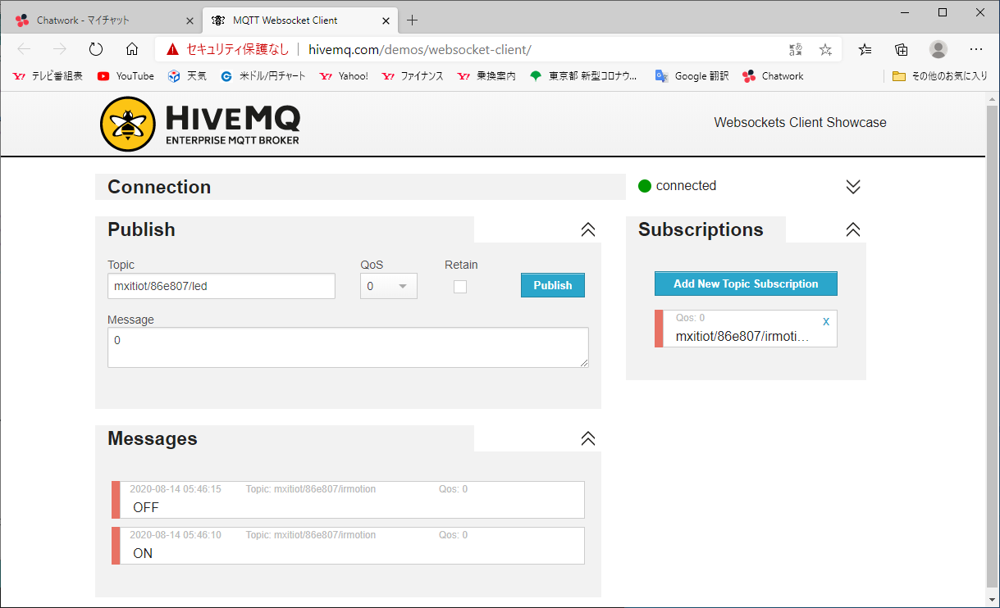 Chatwork - マイチャット
MQTT Websocket Client
セキュリティ保護なし
hivemq.com/demos/websocket-client/
テレビ番組表
YouTube
天気
米ドル/円チャート
Yahoo!
ファイナンス
乗換案内
東京都 新型コロナウ...
Google 翻訳
Chatwork
その他のお気に入り
HIVEMQ
ENTERPRISE MQTT BROKER
Websockets Client Showcase
Connection
connected
Publish
Topic
QoS
Retain
mxitiot/86e807/led
0
Publish
Message
0
Subscriptions
Add New Topic Subscription
Qos: 0
x
mxitiot/86e807/irmoti...
Messages
2020-08-14 05:46:15 Topic: mxitiot/86e807/irmotion Qos: 0
OFF
2020-08-14 05:46:10 Topic: mxitiot/86e807/irmotion Qos: 0
ON